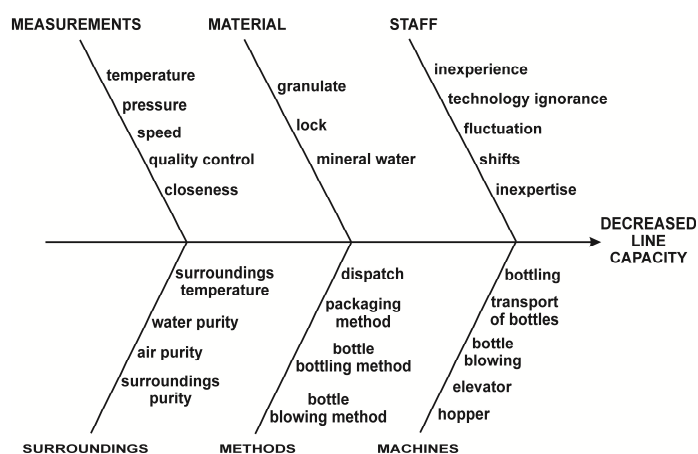 MEASUREMENTS
MATERIAL
STAFF
temperature
pressure
speed
quality control
closeness
granulate
lock
mineral water
inexperience
technology ignorance
fluctuation
shifts
inexpertise
DECREASED
LINE
CAPACITY
surroundings
temperature
water purity
air purity
surroundings
purity
dispatch
packaging
method
bottle
bottling method
bottle
blowing method
bottling
transport
of bottles
bottle
blowing
elevator
hopper
SURROUNDINGS
METHODS
MACHINES